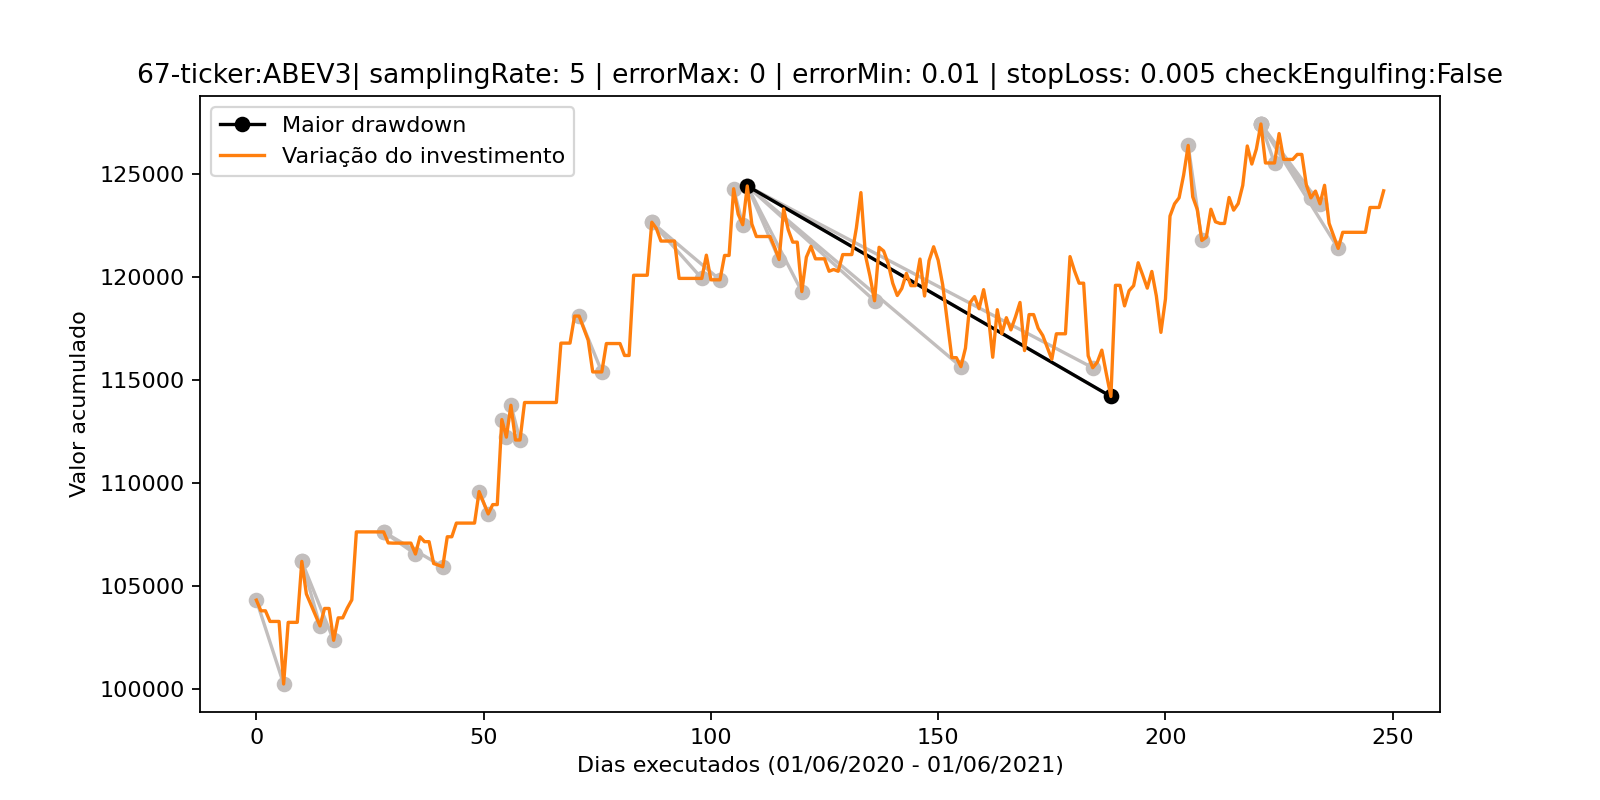 67-ticker:ABEV3| samplingRate: 5 | errorMax: 0 | errorMin: 0.01 | stopLoss: 0.005 checkEngulfing:False
Maior drawdown
Variação do investimento
125000
120000
115000
110000
105000
100000
Valor acumulado
0 50 100 150 200 250
Dias executados (01/06/2020 - 01/06/2021)